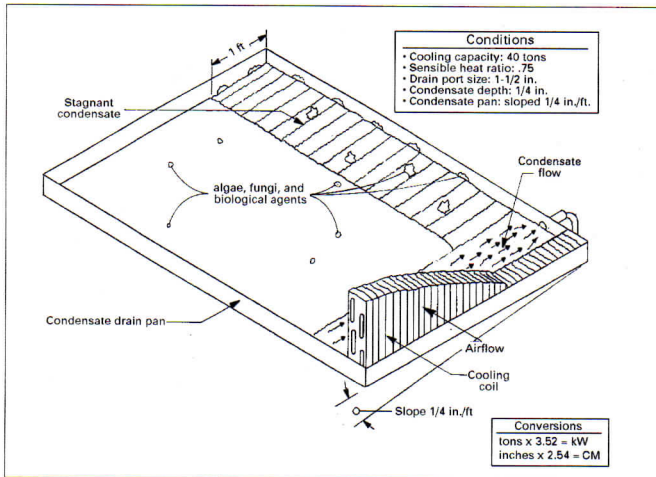 1 ft
Conditions
• Cooling capacity: 40 tons
• Sensible heat ratio: .75
• Drain port size: 1-1/2 in.
• Condensate depth: 1/4 in.
• Condensate pan: sloped 1/4 in./ft.
Stagnant
condensate
Condensate
flow
algae, fungi, and
biological agents
Condensate drain pan
Airflow
Cooling
coil
Slope 1/4 in./ft
Conversions
tons x 3.52 = kW
inches x 2.54 = CM